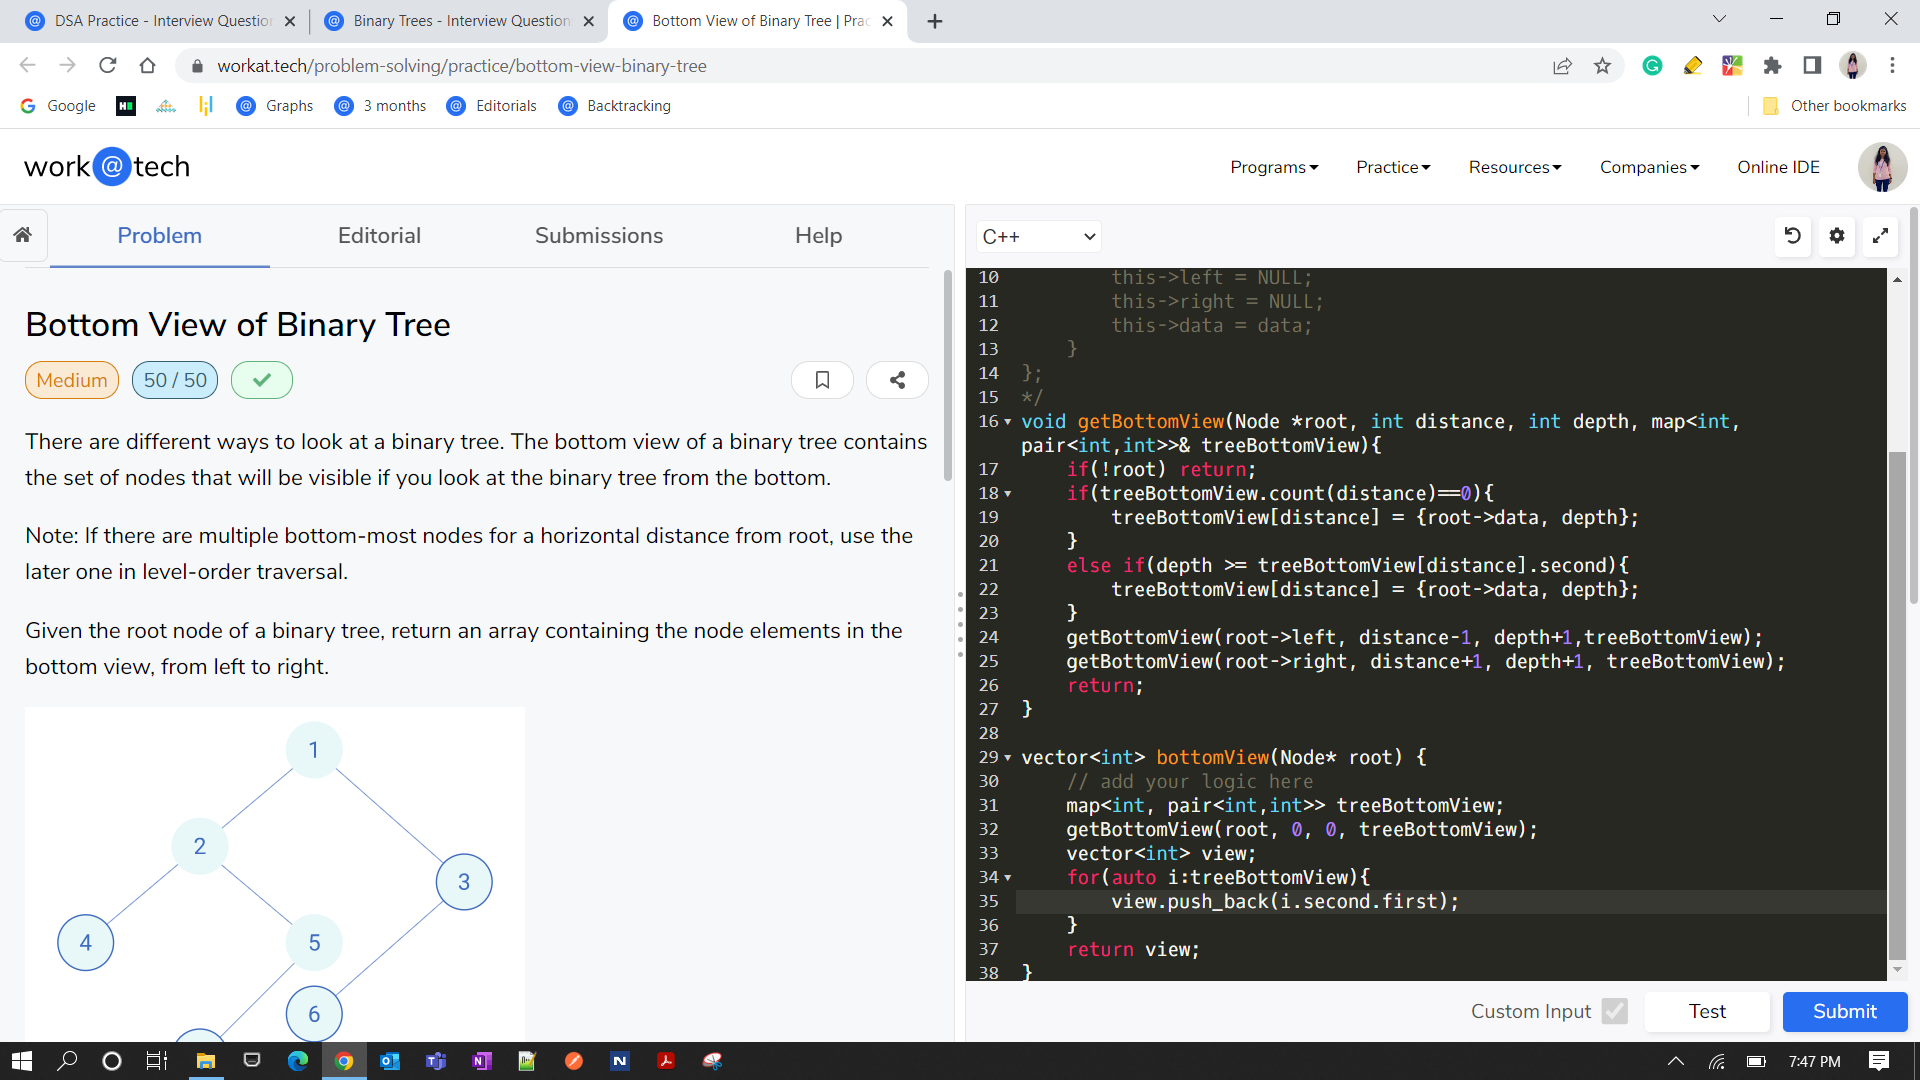 DSA Practice - Interview Question
Binary Trees - Interview Question
Bottom View of Binary Tree | Prac
workat.tech/problem-solving/practice/bottom-view-binary-tree
Google
Graphs
3 months
Editorials
Backtracking
Other bookmarks
work@tech
Programs
Practice
Resources
Companies
Online IDE
Problem
Editorial
Submissions
Help
C++
Bottom View of Binary Tree
Medium
50 / 50
There are different ways to look at a binary tree. The bottom view of a binary tree contains
the set of nodes that will be visible if you look at the binary tree from the bottom.
Note: If there are multiple bottom-most nodes for a horizontal distance from root, use the
later one in level-order traversal.
Given the root node of a binary tree, return an array containing the node elements in the
bottom view, from left to right.
1
2
3
4
5
6
10 this->left = NULL;
11 this->right = NULL;
12 this->data = data;
13 }
14 };
15 */
16 void getBottomView(Node *root, int distance, int depth, map<int,
pair<int,int>>& treeBottomView){
17 if(!root) return;
18 if(treeBottomView.count(distance)==0){
19 treeBottomView[distance] = {root->data, depth};
20 }
21 else if(depth >= treeBottomView[distance].second){
22 treeBottomView[distance] = {root->data, depth};
23 }
24 getBottomView(root->left, distance-1, depth+1,treeBottomView);
25 getBottomView(root->right, distance+1, depth+1, treeBottomView);
26 return;
27 }
28
29 vector<int> bottomView(Node* root) {
30 // add your logic here
31 map<int, pair<int,int>> treeBottomView;
32 getBottomView(root, 0, 0, treeBottomView);
33 vector<int> view;
34 for(auto i:treeBottomView){
35 view.push_back(i.second.first);
36 }
37 return view;
38 }
Custom Input
Test
Submit
7:47 PM